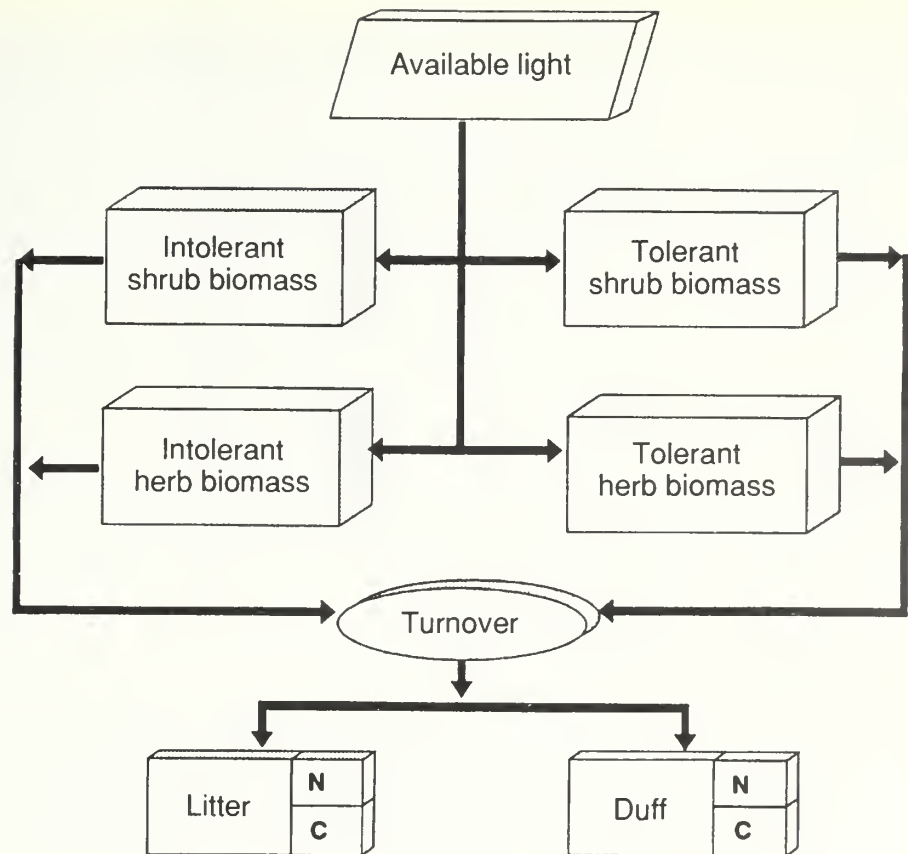 Available light
Intolerant
shrub biomass
Tolerant
shrub biomass
Intolerant
herb biomass
Tolerant
herb biomass
Turnover
Litter
N
C
Duff
N
C